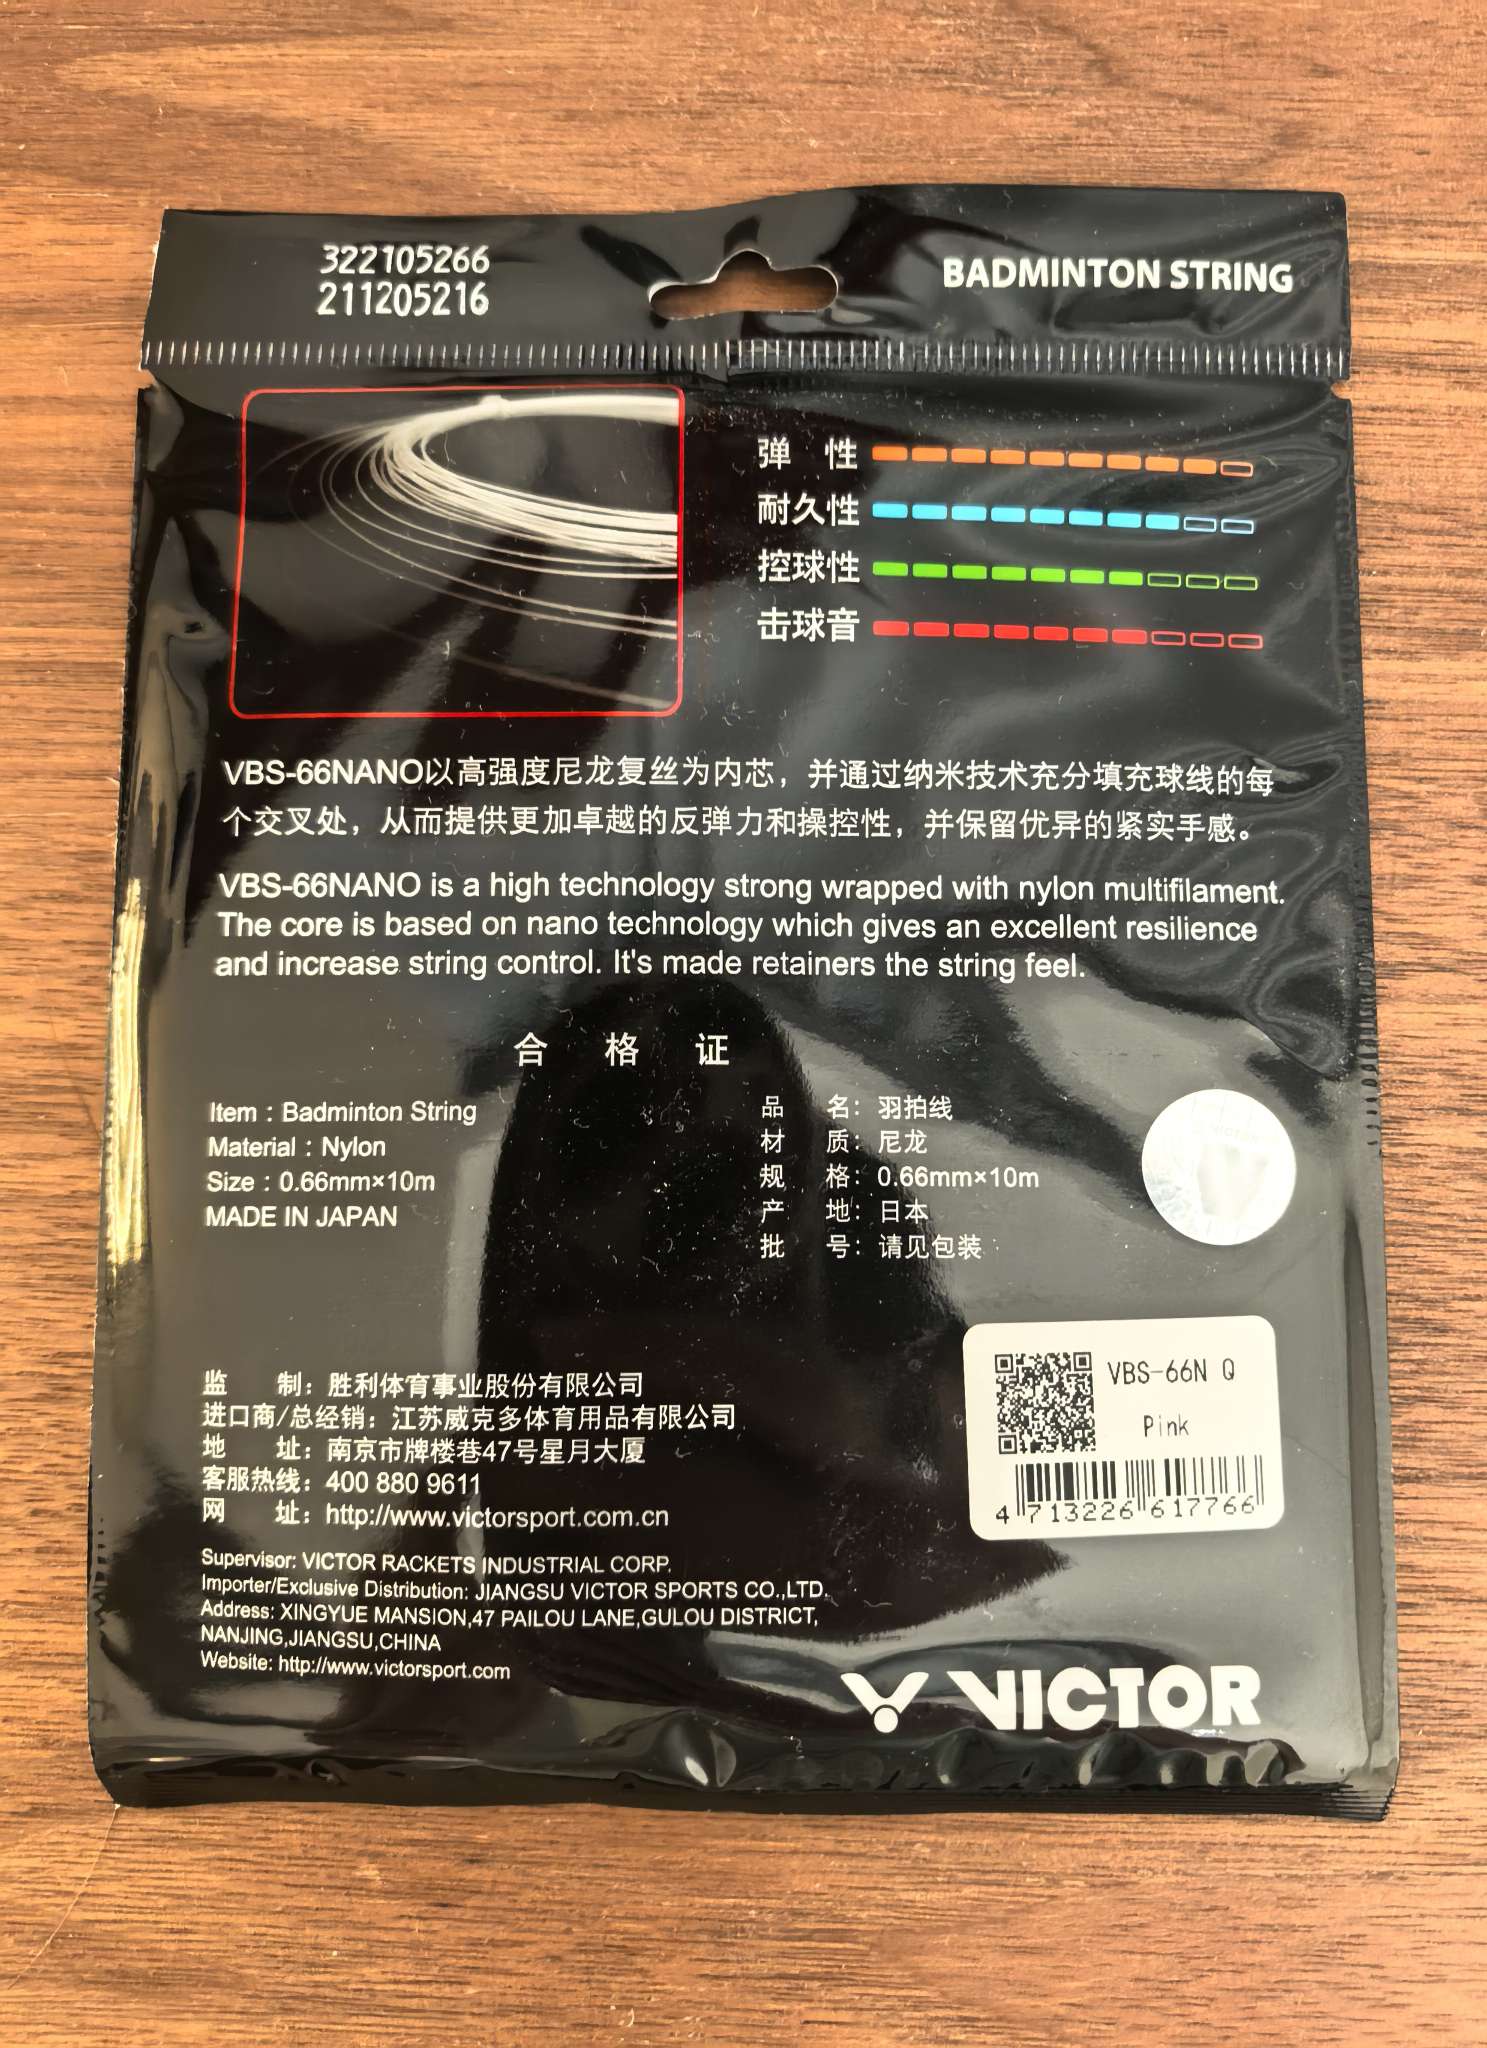 322105266
211205216
BADMINTON STRING
弹 性
耐久性
控球性
击球音
VBS-66NANO以高强度尼龙复丝为内芯，并通过纳米技术充分填充球线的每
个交叉处，从而提供更加卓越的反弹力和操控性，并保留优异的紧实手感。
VBS-66NANO is a high technology strong wrapped with nylon multifilament.
The core is based on nano technology which gives an excellent resilience
and increase string control. It's made retainers the string feel.
合 格 证
Item : Badminton String
Material : Nylon
Size : 0.66mm×10m
MADE IN JAPAN
品 名：羽拍线
材 质：尼龙
规 格：0.66mm×10m
产 地：日本
批 号：请见包装
监 制：胜利体育事业股份有限公司
进口商/总经销：江苏威克多体育用品有限公司
地 址：南京市牌楼巷47号星月大厦
客服热线：400 880 9611
网 址：http://www.victorsport.com.cn
Supervisor: VICTOR RACKETS INDUSTRIAL CORP.
Importer/Exclusive Distribution: JIANGSU VICTOR SPORTS CO.,LTD.
Address: XINGYUE MANSION,47 PAILOU LANE,GULOU DISTRICT,
NANJING,JIANGSU,CHINA
Website: http://www.victorsport.com
VBS-66N Q
Pink
4 713226 617766
VICTOR